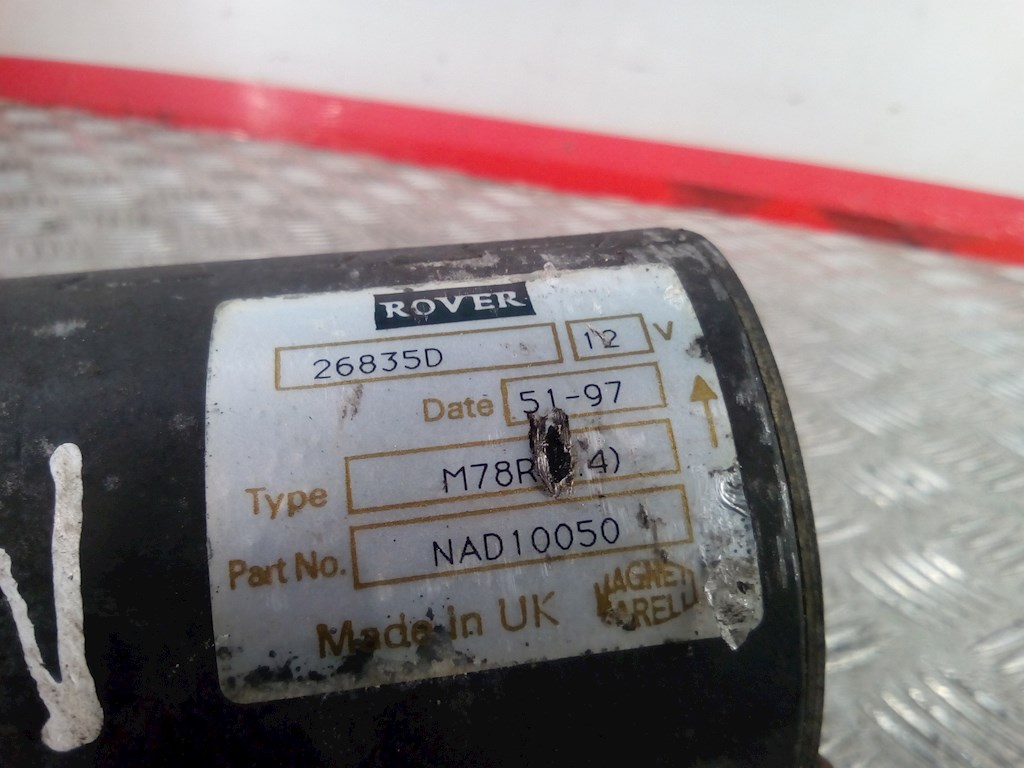 ROVER
26835D 12 V
Date 51-97
Type M78R 4)
Part No. NAD10050
Made in UK